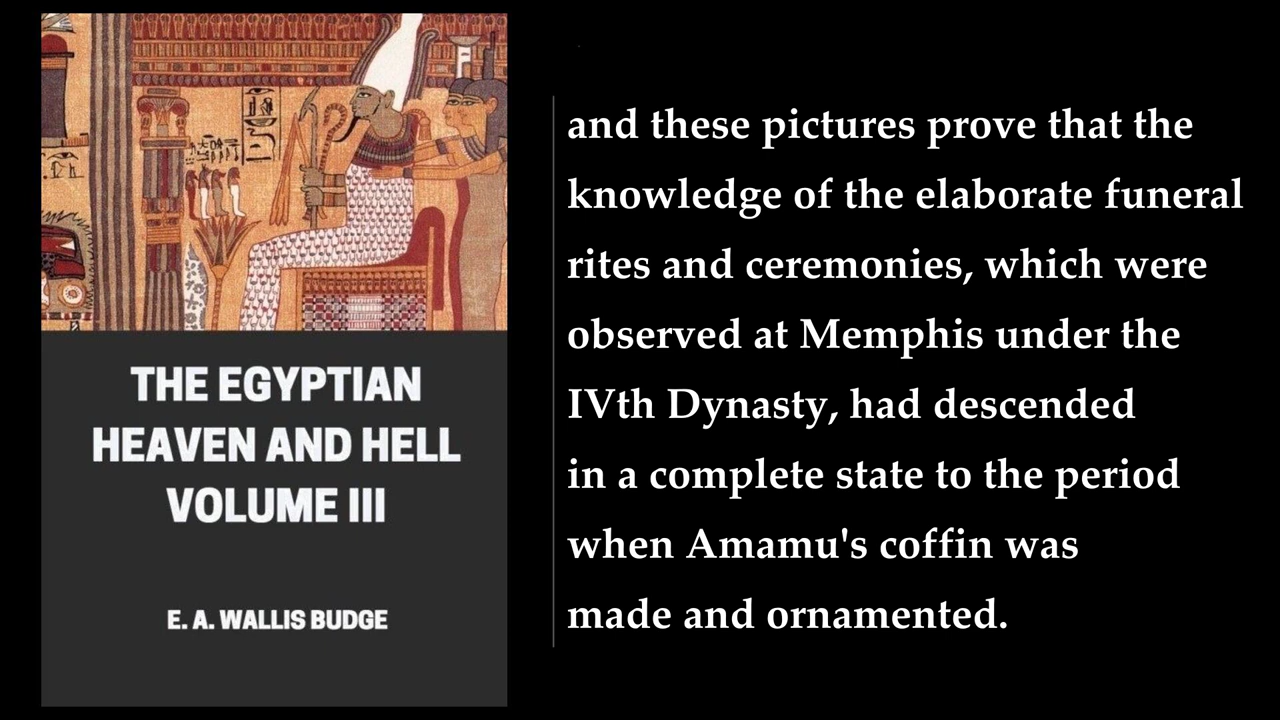 THE EGYPTIAN
HEAVEN AND HELL
VOLUME III
E. A. WALLIS BUDGE
and these pictures prove that the
knowledge of the elaborate funeral
rites and ceremonies, which were
observed at Memphis under the
IVth Dynasty, had descended
in a complete state to the period
when Amamu's coffin was
made and ornamented.